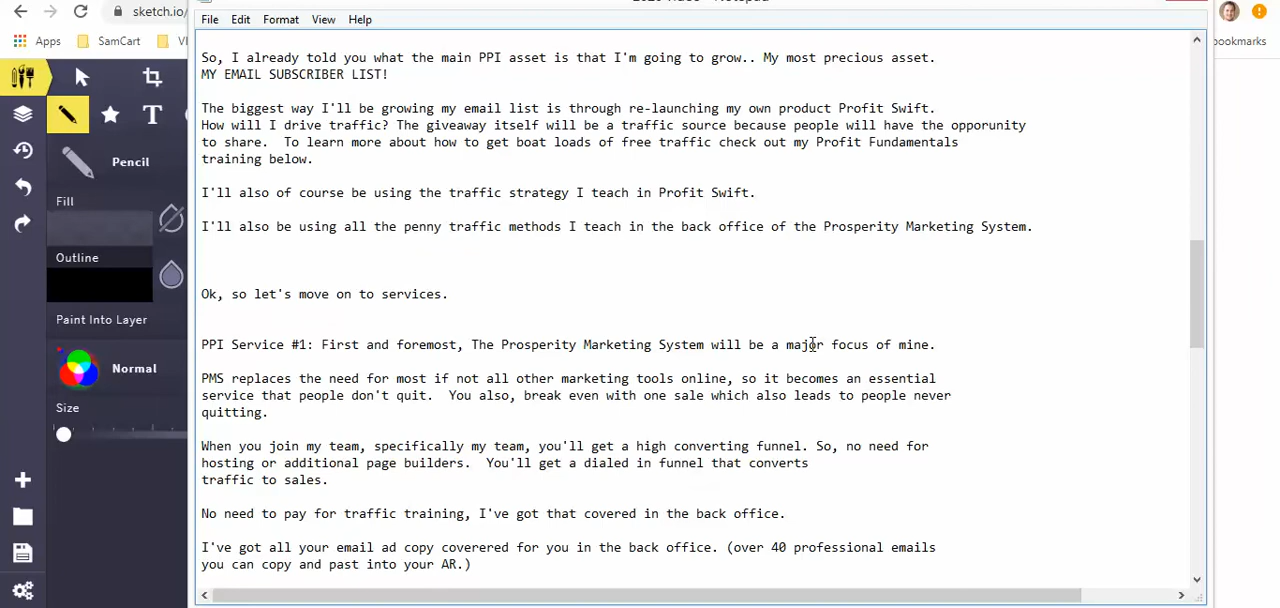 sketch.io/
File Edit Format View Help
Apps SamCart
ookmarks
So, I already told you what the main PPI asset is that I'm going to grow.. My most precious asset.
MY EMAIL SUBSCRIBER LIST!
The biggest way I'll be growing my email list is through re-launching my own product Profit Swift.
How will I drive traffic? The giveaway itself will be a traffic source because people will have the opporunity
to share.  To learn more about how to get boat loads of free traffic check out my Profit Fundamentals
training below.
I'll also of course be using the traffic strategy I teach in Profit Swift.
I'll also be using all the penny traffic methods I teach in the back office of the Prosperity Marketing System.
Ok, so let's move on to services.
PPI Service #1: First and foremost, The Prosperity Marketing System will be a major focus of mine.
PMS replaces the need for most if not all other marketing tools online, so it becomes an essential
service that people don't quit.  You also, break even with one sale which also leads to people never
quitting.
When you join my team, specifically my team, you'll get a high converting funnel. So, no need for
hosting or additional page builders.  You'll get a dialed in funnel that converts
traffic to sales.
No need to pay for traffic training, I've got that covered in the back office.
I've got all your email ad copy coverered for you in the back office. (over 40 professional emails
you can copy and past into your AR.)
Pencil
Fill
Outline
Paint Into Layer
Normal
Size